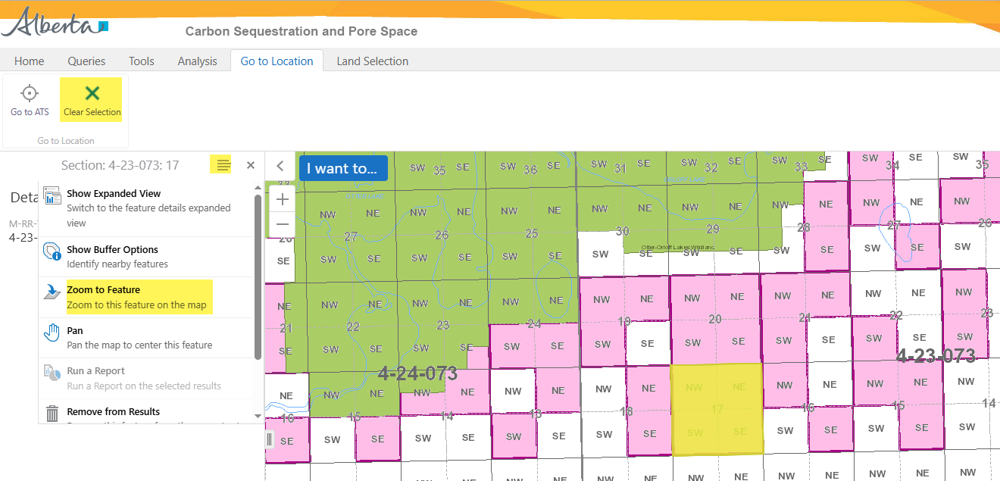 Alberta
Carbon Sequestration and Pore Space
Home Queries Tools Analysis Go to Location Land Selection
Go to ATS Clear Selection
Go to Location
Section: 4-23-073: 17
I want to...
Deta
M-RR-
4-23-
Show Expanded View
Switch to the feature details expanded
view
Show Buffer Options
Identify nearby features
Zoom to Feature
Zoom to this feature on the map
Pan
Pan the map to center this feature
Run a Report
Run a Report on the selected results
Remove from Results
SW 35 SE SW 36 SE SW 31 SE SW 32 SE SW 33 SE SW 34 SE SW 35
NW NE NW NE NW NE NW NE NW NE NW NE NW NE NW
27 26 25 30 29 28 27 26
Otter-Orloff Lakes Wildland
SE SW SE SW SE SW SE SW SE SW SE SW SE SW SE SW
NE NW NE NW NE NW NE NW NE NW NE NW NE NW NE NW
21 22 23 24 19 20 21 22 23
SE SW SE SW SE SW SE SW SE SW SE SW SE SW SE SW
4-24-073 4-23-073
NE NW NE NW NE NW NE NW NE NW NE NW NE NW NE NW
16 15 14 13 18 17 16 15 14
SE SW SE SW SE SW SE SW SE SW SE SW SE SW SE SW
NW NE NW NE NW NE NW NE NW NE NW